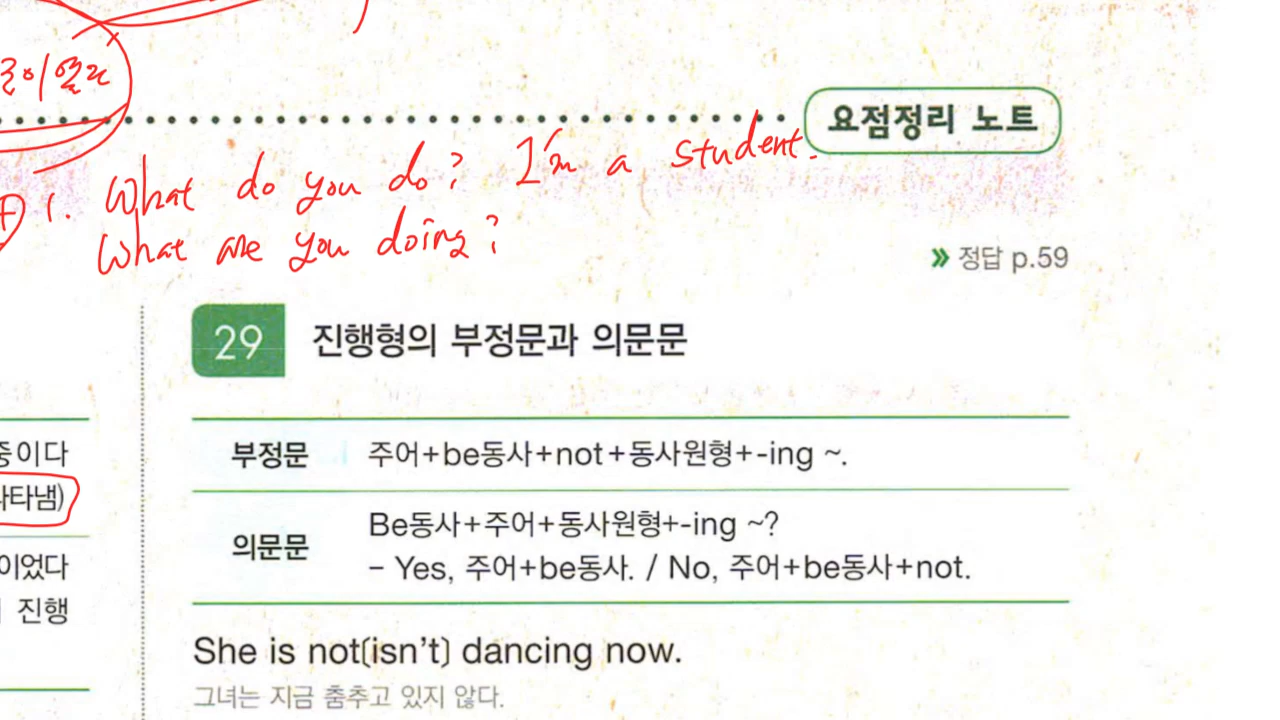 요점정리 노트
1. What do you do? I'm a student.
What are you doing?
» 정답 p.59
29 진행형의 부정문과 의문문
중이다
타냄)
이었다
진행
부정문 주어+be동사+not+동사원형+-ing ~.
의문문 Be동사+주어+동사원형+-ing ~?
– Yes, 주어+be동사. / No, 주어+be동사+not.
She is not(isn't) dancing now.
그녀는 지금 춤추고 있지 않다.